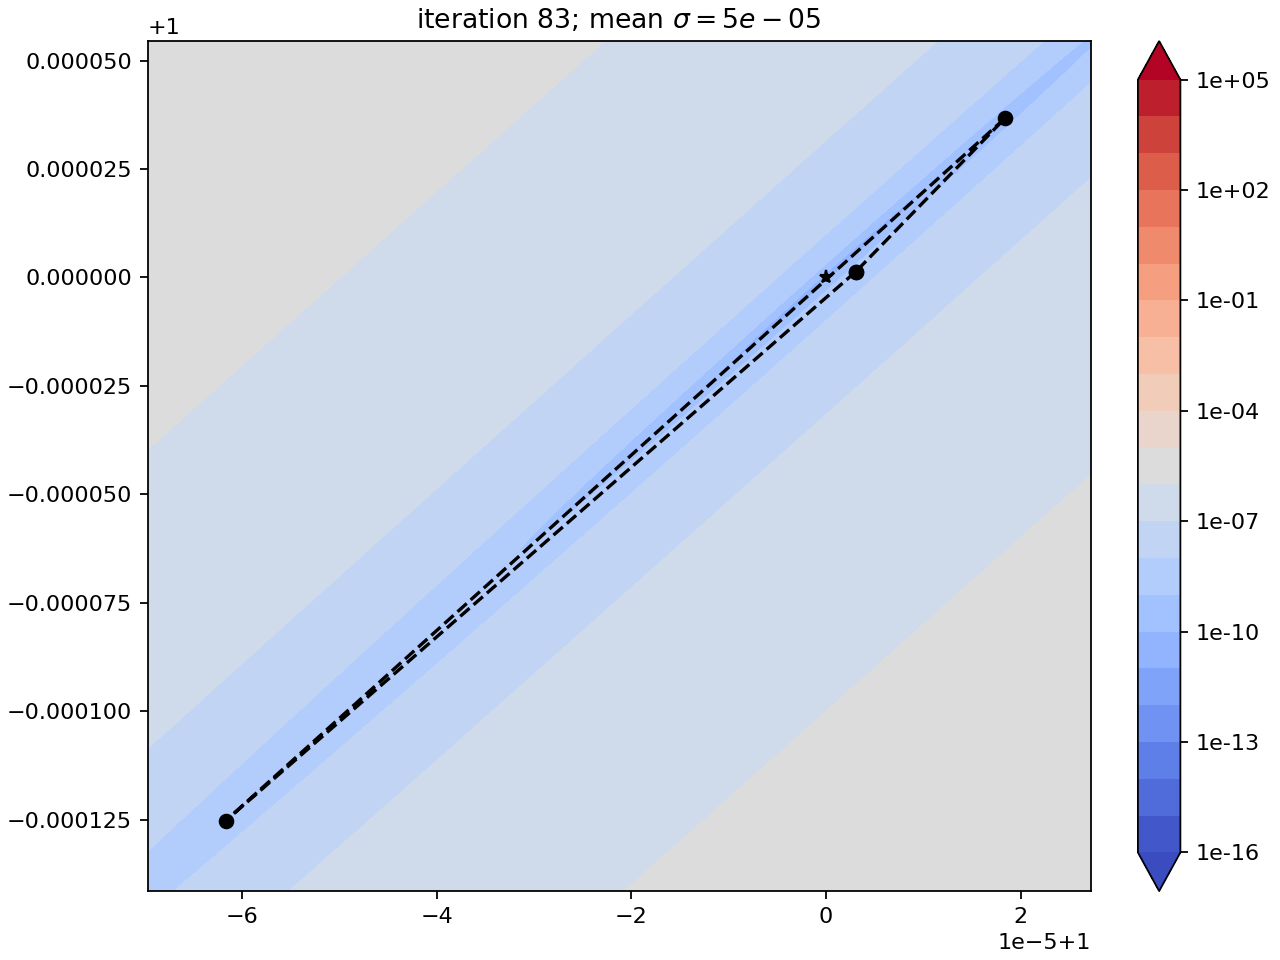 iteration 83; mean σ = 5e − 05
+1
0.000050
0.000025
0.000000
−0.000025
−0.000050
−0.000075
−0.000100
−0.000125
−6
−4
−2
0
2
1e−5+1
1e+05
1e+02
1e-01
1e-04
1e-07
1e-10
1e-13
1e-16